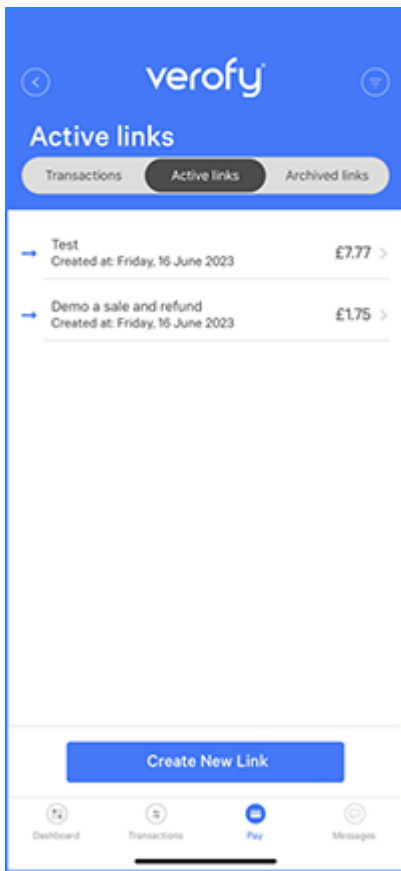 verofy
Active links
Transactions Active links Archived links
Test £7.77
Created at: Friday, 16 June 2023
Demo a sale and refund £1.75
Created at: Friday, 16 June 2023
Create New Link
Dashboard Transactions Pay Messages